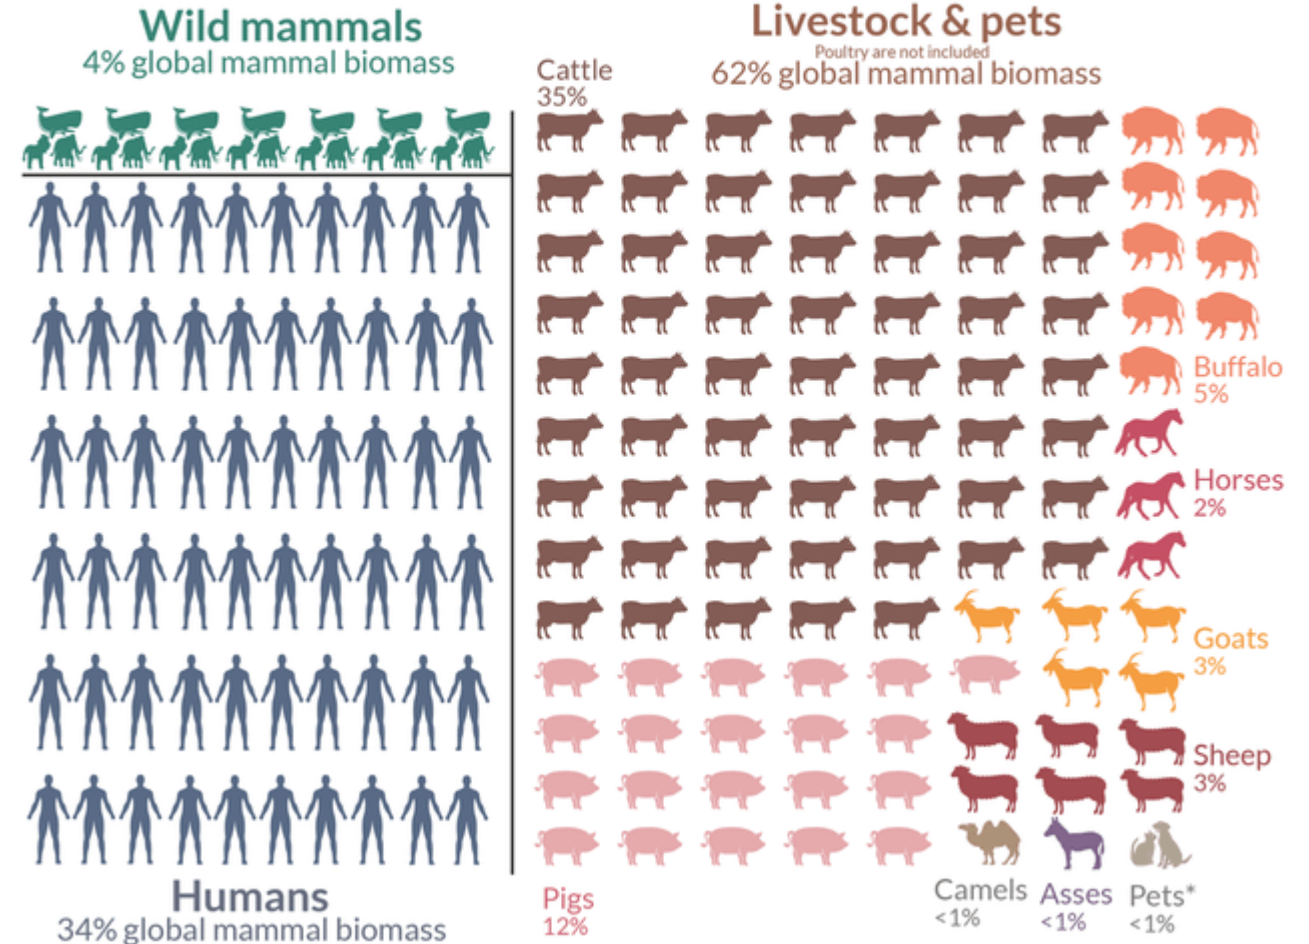 Wild mammals
4% global mammal biomass
Livestock & pets
Poultry are not included
62% global mammal biomass
Cattle
35%
Buffalo
5%
Horses
2%
Goats
3%
Sheep
3%
Camels
<1%
Asses
<1%
Pets*
<1%
Pigs
12%
Humans
34% global mammal biomass